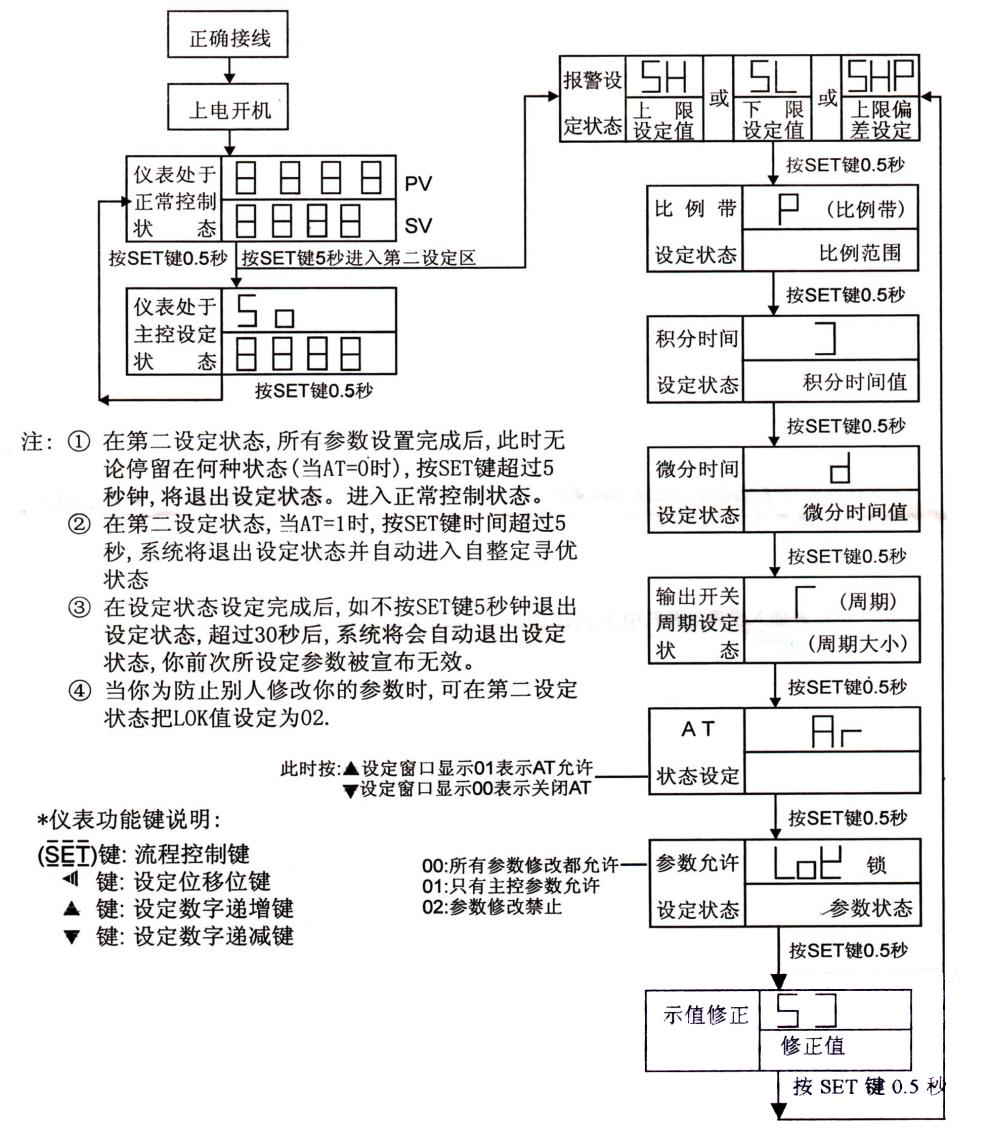 正确接线
上电开机
仪表处于
正常控制
状 态
8 8 8 8 PV
8 8 8 8 SV
按SET键0.5秒
按SET键5秒进入第二设定区
仪表处于
主控设定
状 态
So
8 8 8 8
按SET键0.5秒
报警设
定状态
SH
上 限
设定值
或
SL
下 限
设定值
或
SHP
上限偏
差设定
按SET键0.5秒
比 例 带
设定状态
P (比例带)
比例范围
按SET键0.5秒
积分时间
设定状态
积分时间值
按SET键0.5秒
微分时间
设定状态
d
微分时间值
按SET键0.5秒
输出开关
周期设定
状 态
(周期)
(周期大小)
按SET键0.5秒
A T
状态设定
Ar
此时按:▲设定窗口显示01表示AT允许
▼设定窗口显示00表示关闭AT
按SET键0.5秒
参数允许
设定状态
LoK 锁
参数状态
00:所有参数修改都允许
01:只有主控参数允许
02:参数修改禁止
按SET键0.5秒
示值修正
修正值
按 SET 键 0.5 秒
注: ① 在第二设定状态,所有参数设置完成后,此时无
论停留在何种状态(当AT=0时),按SET键超过5
秒钟,将退出设定状态。进入正常控制状态。
② 在第二设定状态,当AT=1时,按SET键时间超过5
秒,系统将退出设定状态并自动进入自整定寻优
状态
③ 在设定状态设定完成后,如不按SET键5秒钟退出
设定状态,超过30秒后,系统将会自动退出设定
状态,你前次所设定参数被宣布无效。
④ 当你为防止别人修改你的参数时,可在第二设定
状态把LOK值设定为02.
*仪表功能键说明:
(SET)键: 流程控制键
◀ 键: 设定位移位键
▲ 键: 设定数字递增键
▼ 键: 设定数字递减键